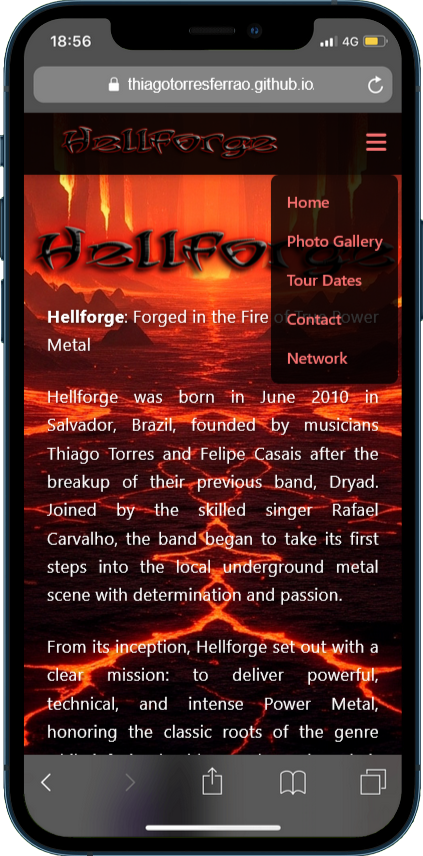 18:56
4G
thiagotorresferrao.github.io
Hellforge
Home
Photo Gallery
Tour Dates
Contact
Network
Hellforge
Hellforge: Forged in the Fire of True Power
Metal
Hellforge was born in June 2010 in
Salvador, Brazil, founded by musicians
Thiago Torres and Felipe Casais after the
breakup of their previous band, Dryad.
Joined by the skilled singer Rafael
Carvalho, the band began to take its first
steps into the local underground metal
scene with determination and passion.
From its inception, Hellforge set out with a
clear mission: to deliver powerful,
technical, and intense Power Metal,
honoring the classic roots of the genre